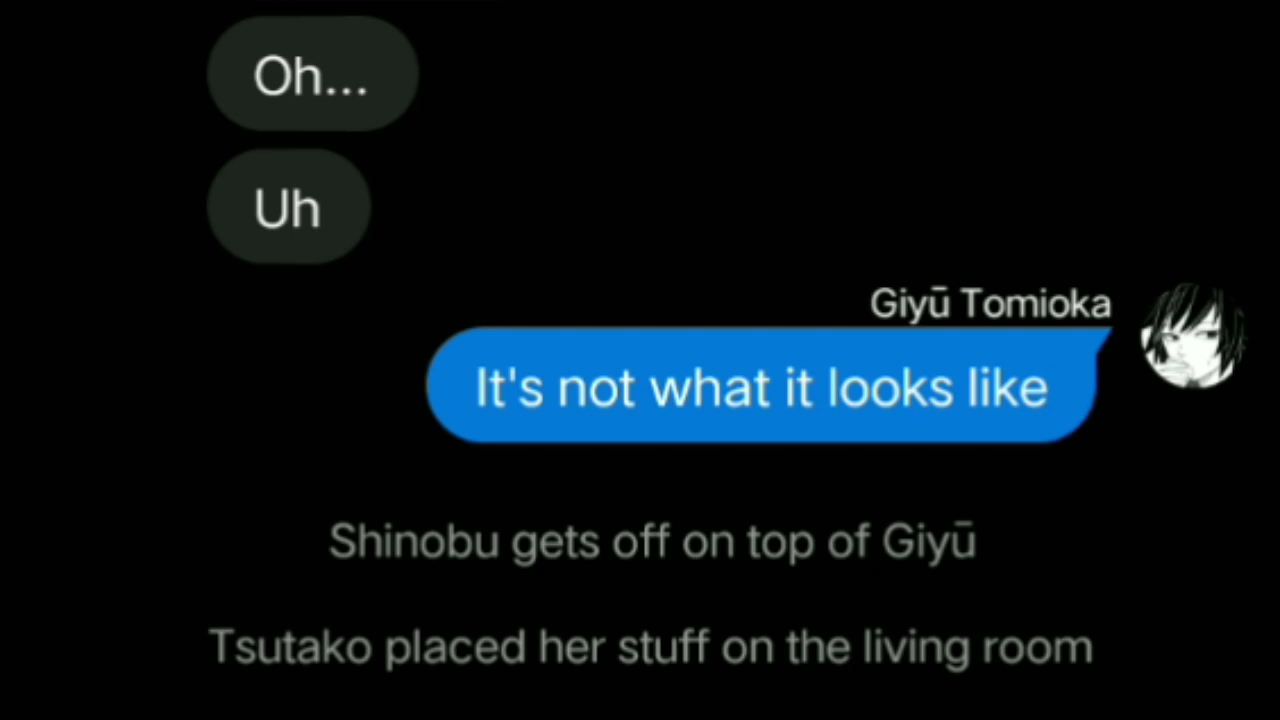 Oh...
Uh
Giyū Tomioka
It's not what it looks like
Shinobu gets off on top of Giyū
Tsutako placed her stuff on the living room